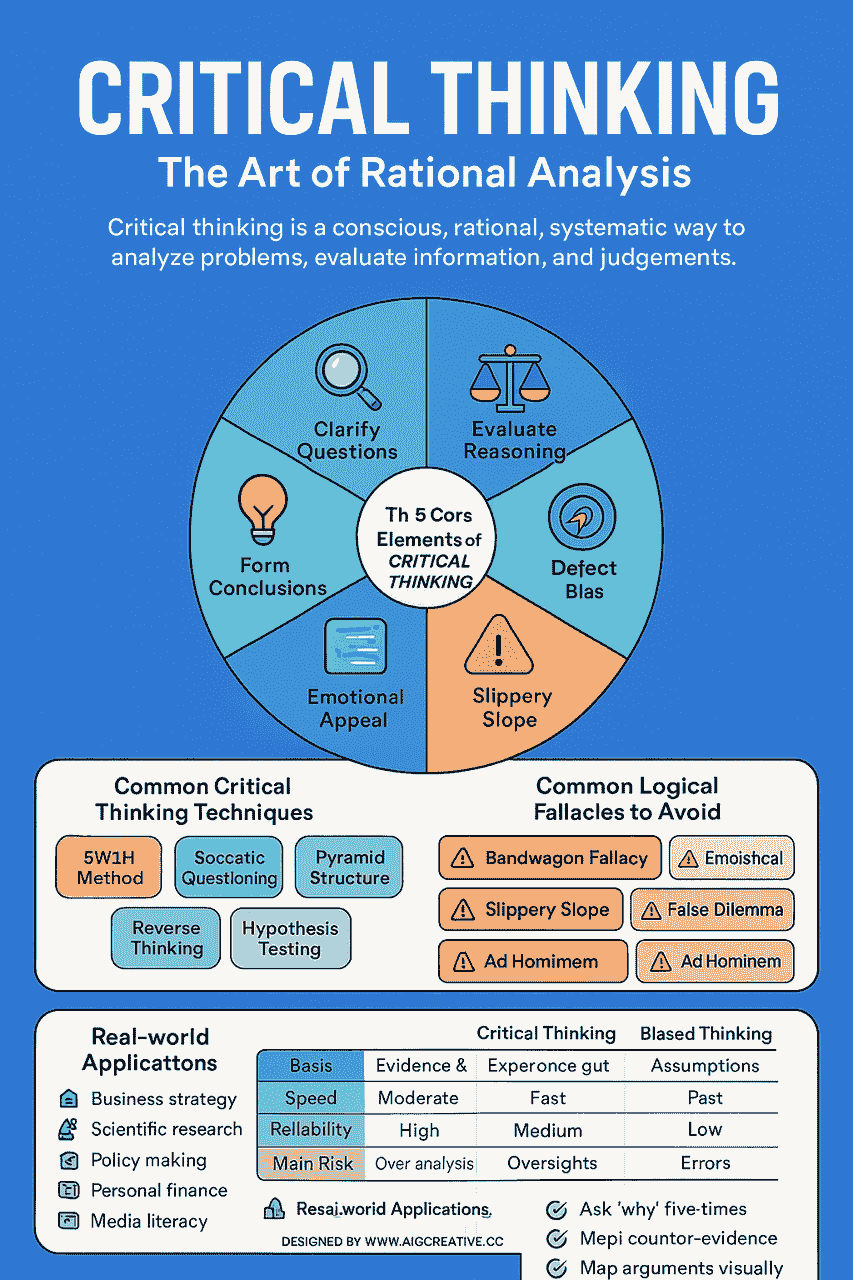 CRITICAL THINKING
The Art of Rational Analysis
Critical thinking is a conscious, rational, systematic way to
analyze problems, evaluate information, and judgements.
Clarify
Questions
Evaluate
Reasoning
Form
Conclusions
Th 5 Cors
Elements of
CRITICAL
THINKING
Defect
Blas
Emotional
Appeal
Slippery
Slope
Common Critical
Thinking Techniques
5W1H
Method
Soccatic
Questloning
Pyramid
Structure
Reverse
Thinking
Hypothesis
Testing
Common Logical
Fallacles to Avoid
Bandwagon Fallacy
Emoishcal
Slippery Slope
False Dilemma
Ad Homimem
Ad Hominem
Real-world
Applicattons
Business strategy
Scientific research
Policy making
Personal finance
Media literacy
Critical Thinking Blased Thinking
Basis Evidence & Experonce gut Assumptions
Speed Moderate Fast Past
Rellability High Medium Low
Main Risk Over analysis Oversights Errors
Resai.world Applications.
DESIGNED BY WWW.AIGCREATIVE.CC
Ask 'why' five-times
Mepi countor-evidence
Map arguments visually